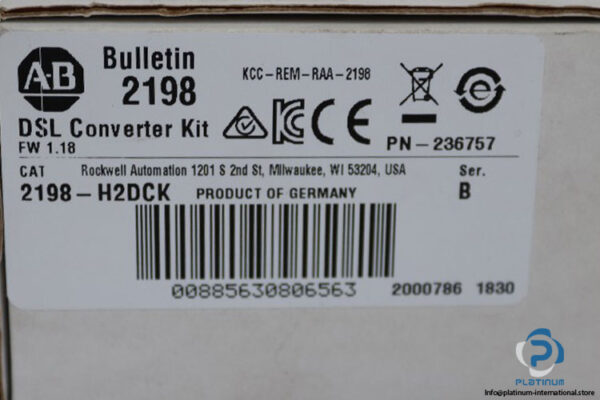 A-B
Bulletin
2198
KCC-REM-RAA-2198
DSL Converter Kit
FW 1.18
PN-236757
CAT
Rockwell Automation 1201 S 2nd St, Milwaukee, WI 53204, USA
Ser.
2198-H2DCK
PRODUCT OF GERMANY
B
00885630806563
2000786 1830
PLATINUM
Info@platinum-international.store